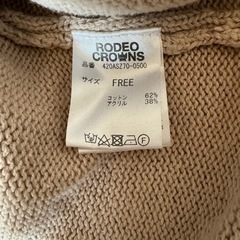 RODEO
CROWNS
品番 420ASZ70-0500
サイズ FREE
コットン 62%
アクリル 38%